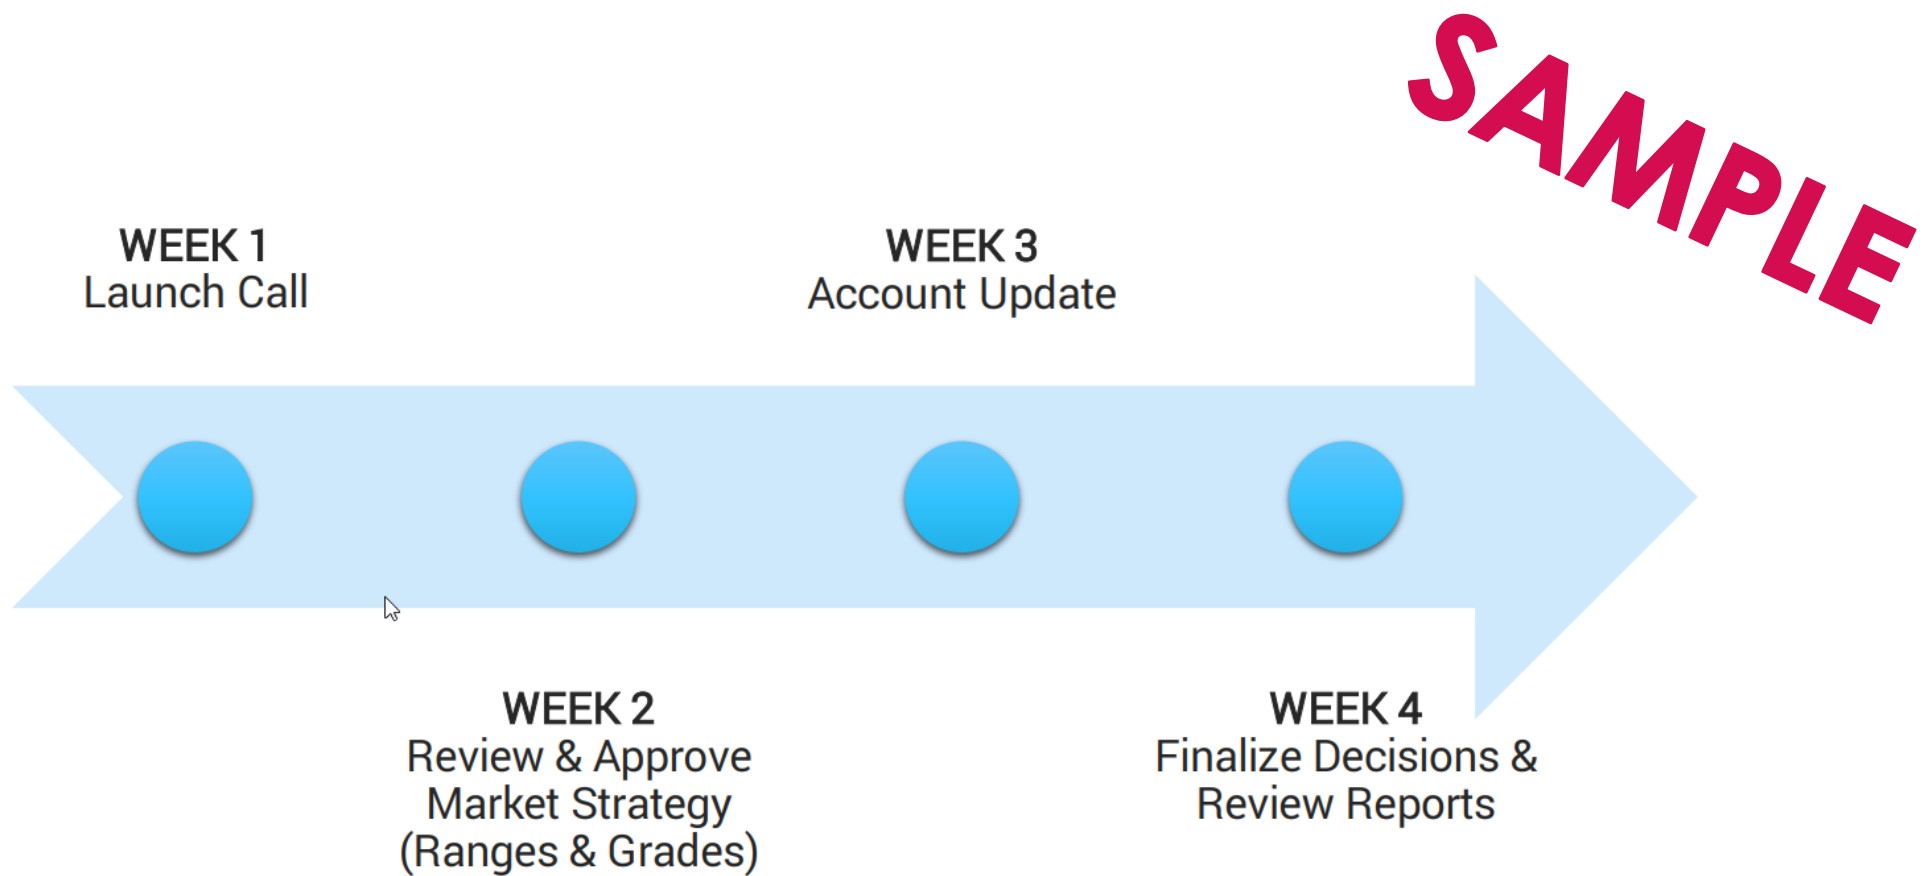 SAMPLE
WEEK 1
Launch Call
WEEK 2
Review & Approve
Market Strategy
(Ranges & Grades)
WEEK 3
Account Update
WEEK 4
Finalize Decisions &
Review Reports